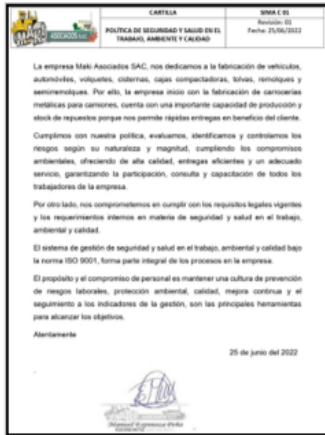 CARTILLA
SIMA C 01
MAKI
ASOCIADOS SAC
POLÍTICA DE SEGURIDAD Y SALUD EN EL
TRABAJO, AMBIENTE Y CALIDAD
Revisión: 01
Fecha: 25/06/2022
La empresa Maki Asociados SAC, nos dedicamos a la fabricación de vehículos,
automóviles, volquetes, cisternas, cajas compactadoras, tolvas, remolques y
semirremolques. Por ello, la empresa inicio con la fabricación de carrocerías
metálicas para camiones, cuenta con una importante capacidad de producción y
stock de repuestos porque nos permite rápidas entregas en beneficio del cliente.
Cumplimos con nuestra política, evaluamos, identificamos y controlamos los
riesgos según su naturaleza y magnitud, cumpliendo los compromisos
ambientales, ofreciendo de alta calidad, entregas eficientes y un adecuado
servicio, garantizando la participación, consulta y capacitación de todos los
trabajadores de la empresa.
Por otro lado, nos comprometemos en cumplir con los requisitos legales vigentes
y los requerimientos internos en materia de seguridad y salud en el trabajo,
ambiental y calidad.
El sistema de gestión de seguridad y salud en el trabajo, ambiental y calidad bajo
la norma ISO 9001, forma parte integral de los procesos en la empresa.
El propósito y el compromiso de personal es mantener una cultura de prevención
de riesgos laborales, protección ambiental, calidad, mejora continua y el
seguimiento a los indicadores de la gestión, son las principales herramientas
para alcanzar los objetivos.
Atentamente
25 de junio del 2022
Manuel Espinoza Peña